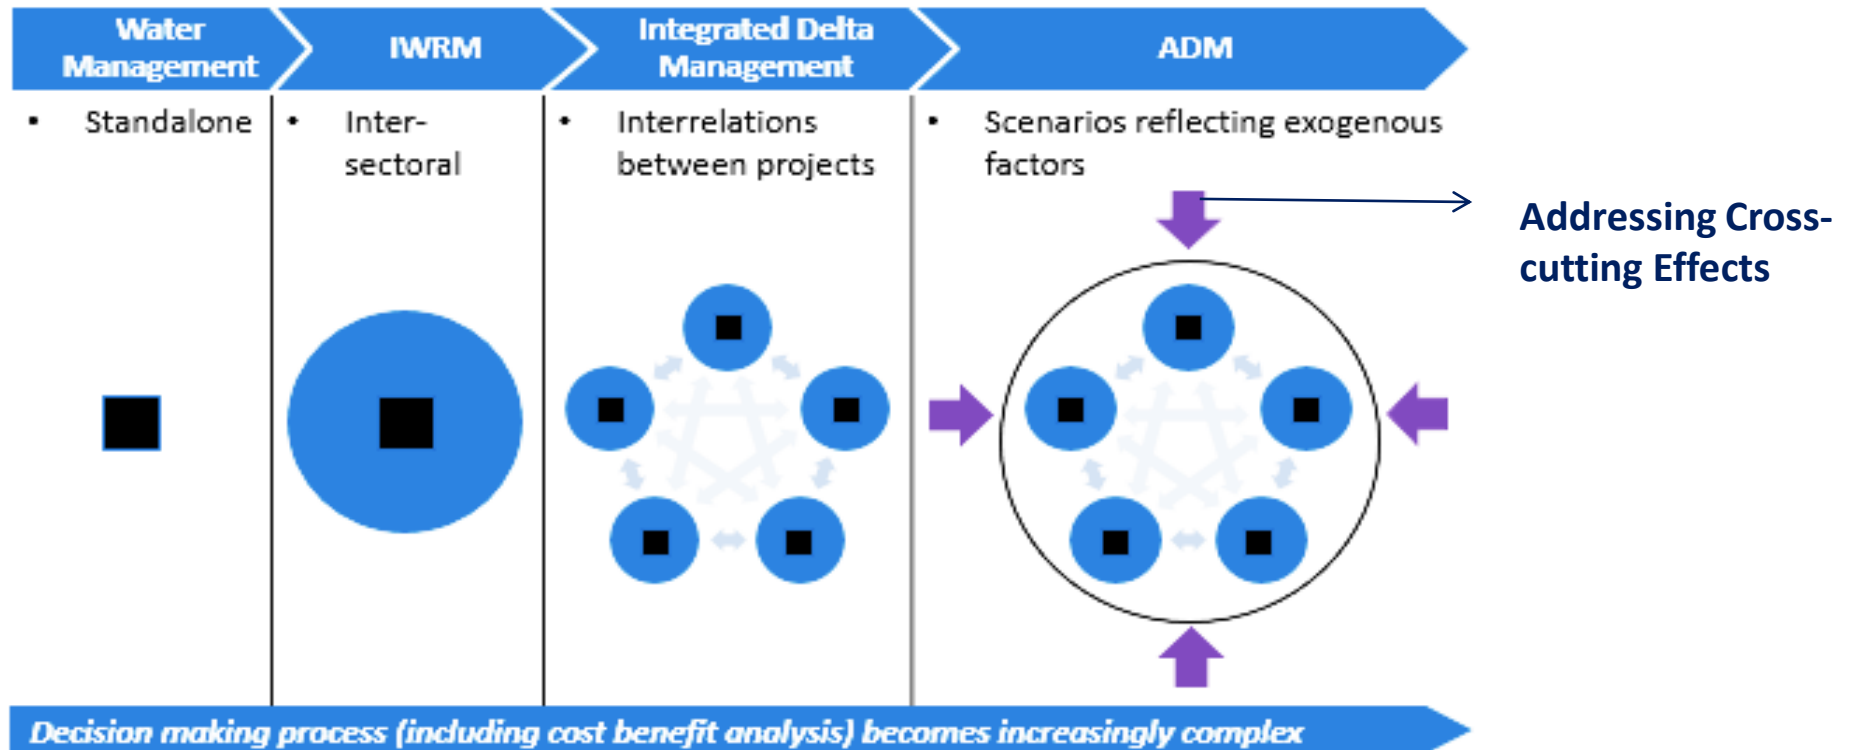 Water
Management
IWRM
Integrated Delta
Management
ADM
• Standalone
• Inter-
sectoral
• Interrelations
between projects
• Scenarios reflecting exogenous
factors
Addressing Cross-
cutting Effects
Decision making process (including cost benefit analysis) becomes increasingly complex